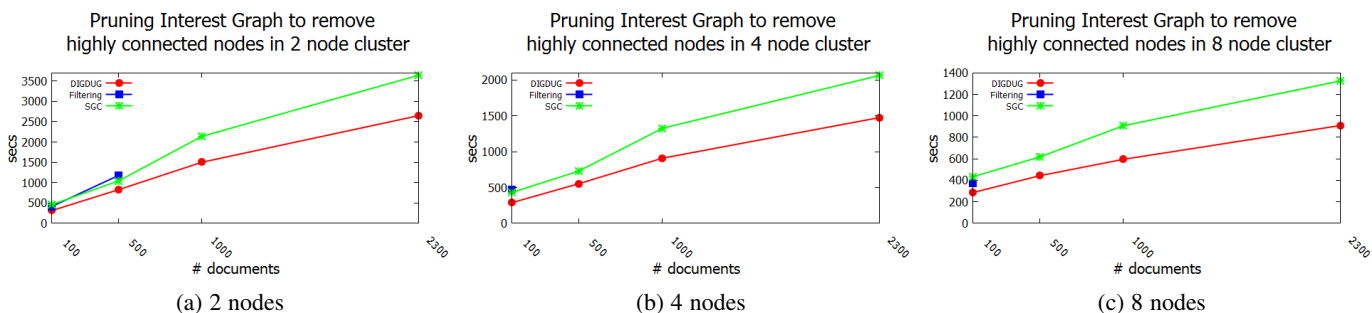 Pruning Interest Graph to remove
highly connected nodes in 2 node cluster
3500
3000
2500
2000
1500
1000
500
0
secs
DIGDUG
Filtering
SGC
100
500
1000
2300
# documents
(a) 2 nodes
Pruning Interest Graph to remove
highly connected nodes in 4 node cluster
2000
1500
1000
500
0
secs
DIGDUG
Filtering
SGC
100
500
1000
2300
# documents
(b) 4 nodes
Pruning Interest Graph to remove
highly connected nodes in 8 node cluster
1400
1200
1000
800
600
400
200
0
secs
DIGDUG
Filtering
SGC
100
500
1000
2300
# documents
(c) 8 nodes